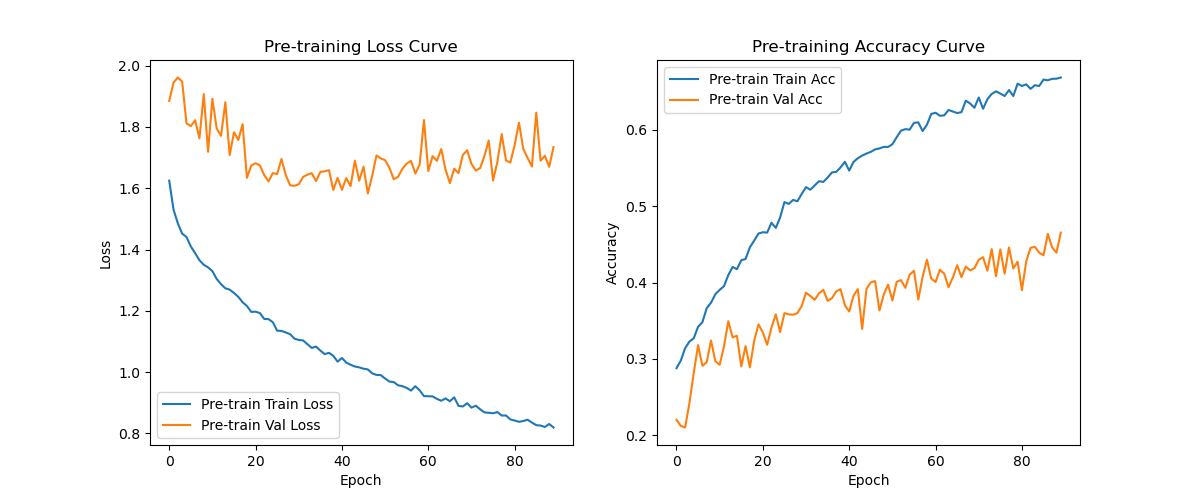 Pre-training Loss Curve
2.0
1.8
1.6
1.4
1.2
1.0
0.8
Loss
Pre-train Train Loss
Pre-train Val Loss
0 20 40 60 80
Epoch
Pre-training Accuracy Curve
Pre-train Train Acc
Pre-train Val Acc
0.6
0.5
0.4
0.3
0.2
Accuracy
0 20 40 60 80
Epoch